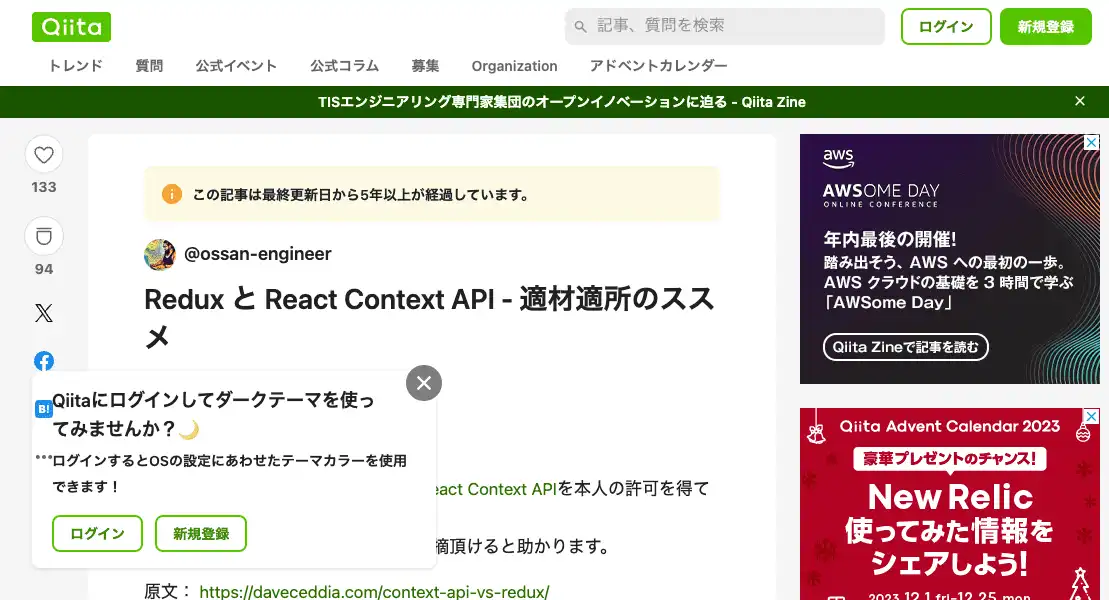 Qiita
記事、質問を検索
ログイン
新規登録
トレンド 質問 公式イベント 公式コラム 募集 Organization アドベントカレンダー
TISエンジニアリング専門家集団のオープンイノベーションに迫る - Qiita Zine
133
94
この記事は最終更新日から5年以上が経過しています。
@ossan-engineer
Redux と React Context API - 適材適所のスス
メ
Qiitaにログインしてダークテーマを使っ
てみませんか？🌙
ログインするとOSの設定にあわせたテーマカラーを使用
できます！
ログイン 新規登録
B!
eact Context APIを本人の許可を得て
摘頂けると助かります。
原文： https://daveceddia.com/context-api-vs-redux/
aws
AWSOME DAY
ONLINE CONFERENCE
年内最後の開催!
踏み出そう、AWS への最初の一歩。
AWS クラウドの基礎を 3 時間で学ぶ
「AWSome Day」
Qiita Zineで記事を読む
Qiita Advent Calendar 2023
豪華プレゼントのチャンス!
New Relic
使ってみた情報を
シェアしよう!
2023 12.1 fri-12.25 mon